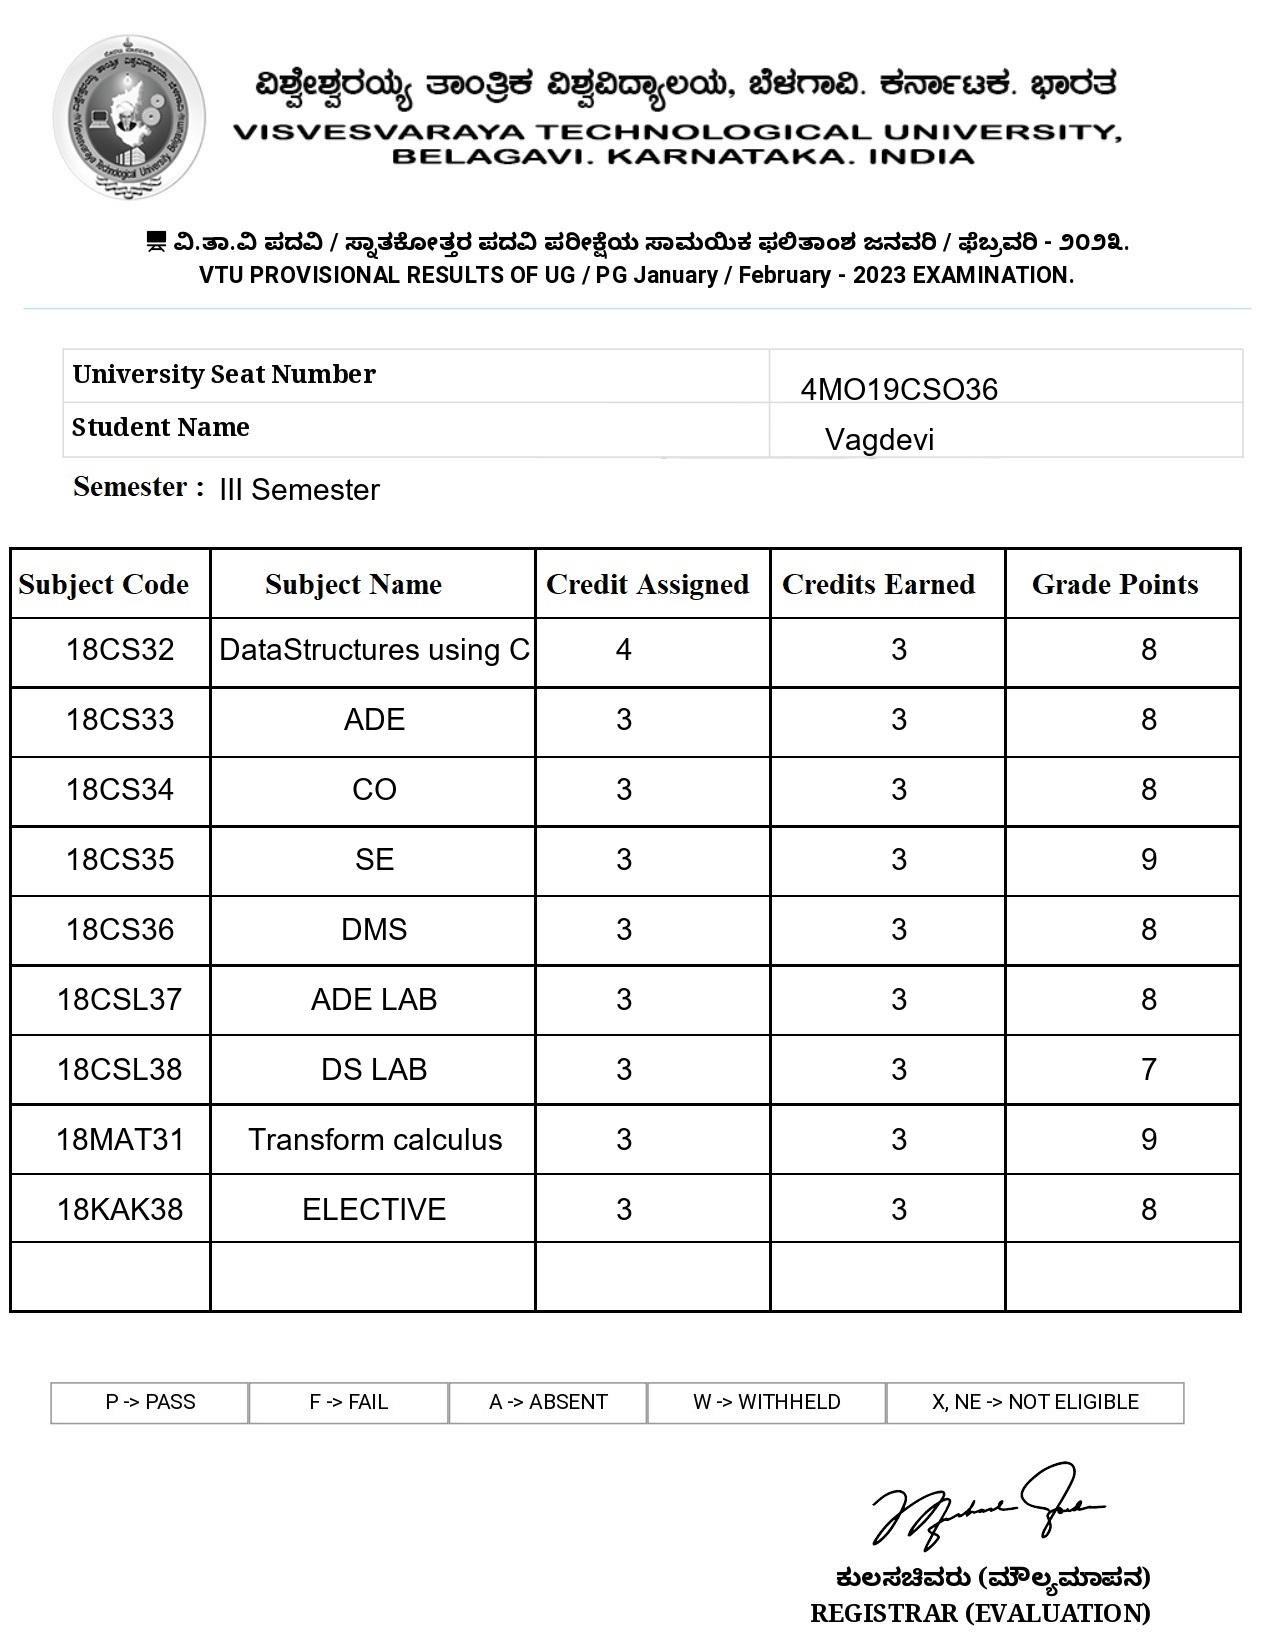 ವಿಶ್ವೇಶ್ವರಯ್ಯ ತಾಂತ್ರಿಕ ವಿಶ್ವವಿದ್ಯಾಲಯ, ಬೆಳಗಾವಿ. ಕರ್ನಾಟಕ. ಭಾರತ
VISVESVARAYA TECHNOLOGICAL UNIVERSITY,
BELAGAVI. KARNATAKA. INDIA
ವಿ.ತಾ.ವಿ ಪದವಿ / ಸ್ನಾತಕೋತ್ತರ ಪದವಿ ಪರೀಕ್ಷೆಯ ಸಾಮಯಿಕ ಫಲಿತಾಂಶ ಜನವರಿ / ಫೆಬ್ರವರಿ - ೨೦೨೩.
VTU PROVISIONAL RESULTS OF UG / PG January / February - 2023 EXAMINATION.
University Seat Number 4MO19CSO36
Student Name Vagdevi
Semester : III Semester
Subject Code Subject Name Credit Assigned Credits Earned Grade Points
18CS32 DataStructures using C 4 3 8
18CS33 ADE 3 3 8
18CS34 CO 3 3 8
18CS35 SE 3 3 9
18CS36 DMS 3 3 8
18CSL37 ADE LAB 3 3 8
18CSL38 DS LAB 3 3 7
18MAT31 Transform calculus 3 3 9
18KAK38 ELECTIVE 3 3 8
P -> PASS F -> FAIL A -> ABSENT W -> WITHHELD X, NE -> NOT ELIGIBLE
ಕುಲಸಚಿವರು (ಮೌಲ್ಯಮಾಪನ)
REGISTRAR (EVALUATION)